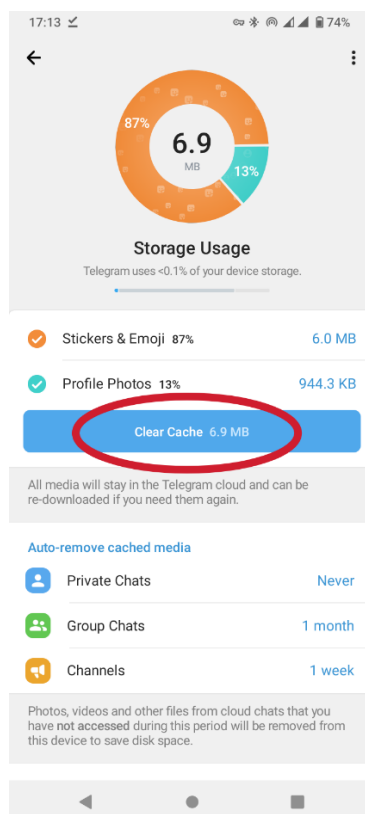 17:13 74%
87%
6.9
MB
13%
Storage Usage
Telegram uses <0.1% of your device storage.
Stickers & Emoji 87% 6.0 MB
Profile Photos 13% 944.3 KB
Clear Cache 6.9 MB
All media will stay in the Telegram cloud and can be
re-downloaded if you need them again.
Auto-remove cached media
Private Chats Never
Group Chats 1 month
Channels 1 week
Photos, videos and other files from cloud chats that you
have not accessed during this period will be removed from
this device to save disk space.